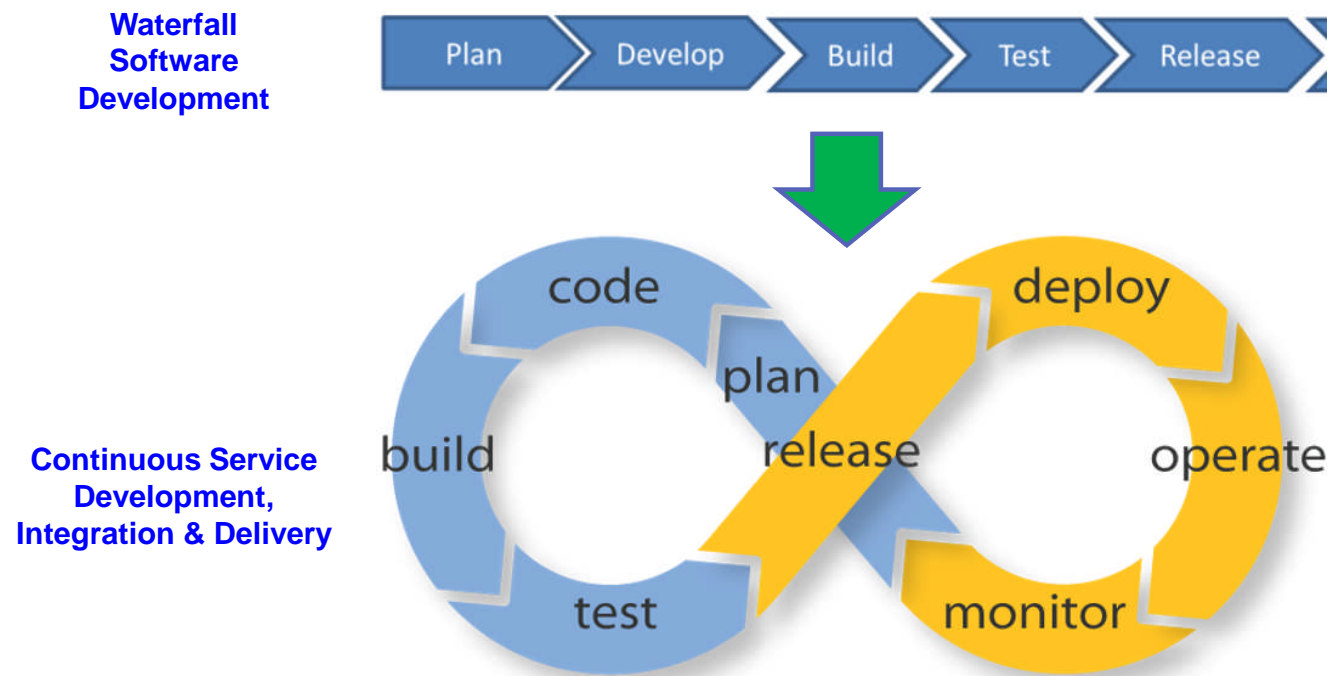 Waterfall
Software
Development
Plan
Develop
Build
Test
Release
code
deploy
plan
build
release
operate
Continuous Service
Development,
Integration & Delivery
test
monitor